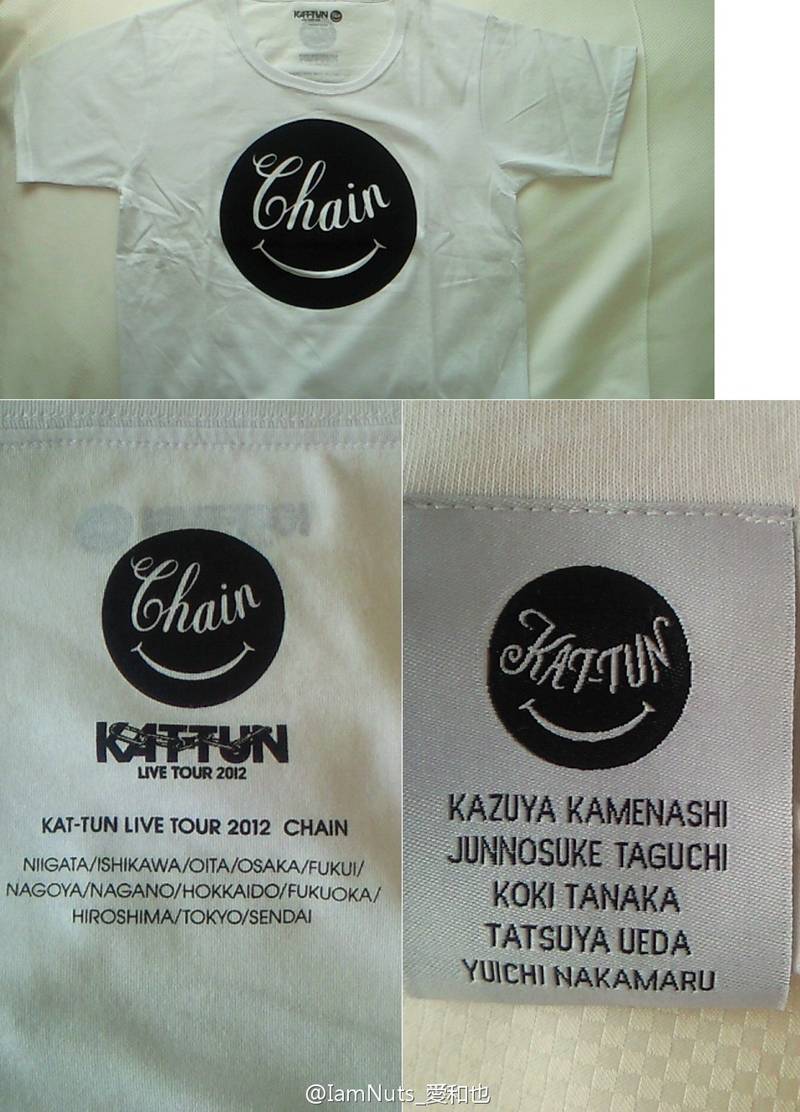 KAT-TUN
Chain
Chain
KAT-TUN
LIVE TOUR 2012
KAT-TUN LIVE TOUR 2012 CHAIN
NIIGATA/ISHIKAWA/OITA/OSAKA/FUKUI/
NAGOYA/NAGANO/HOKKAIDO/FUKUOKA/
HIROSHIMA/TOKYO/SENDAI
KAT-TUN
KAZUYA KAMENASHI
JUNNOSUKE TAGUCHI
KOKI TANAKA
TATSUYA UEDA
YUICHI NAKAMARU
@IamNuts_愛和也